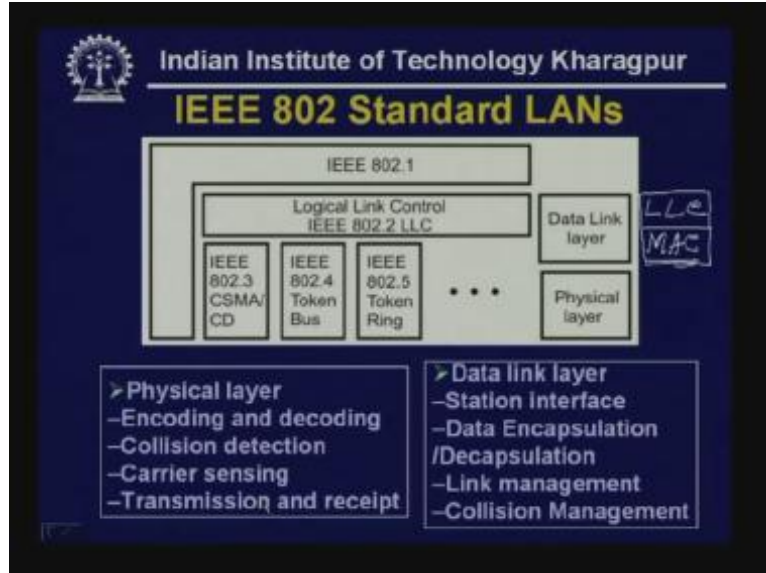 Indian Institute of Technology Kharagpur
IEEE 802 Standard LANs
IEEE 802.1
Logical Link Control
IEEE 802.2 LLC
IEEE
802.3
CSMA/
CD
IEEE
802.4
Token
Bus
IEEE
802.5
Token
Ring
• • •
Data Link
layer
Physical
layer
LLC
MAC
➢Physical layer
–Encoding and decoding
–Collision detection
–Carrier sensing
–Transmission and receipt
➢Data link layer
–Station interface
–Data Encapsulation
/Decapsulation
–Link management
–Collision Management